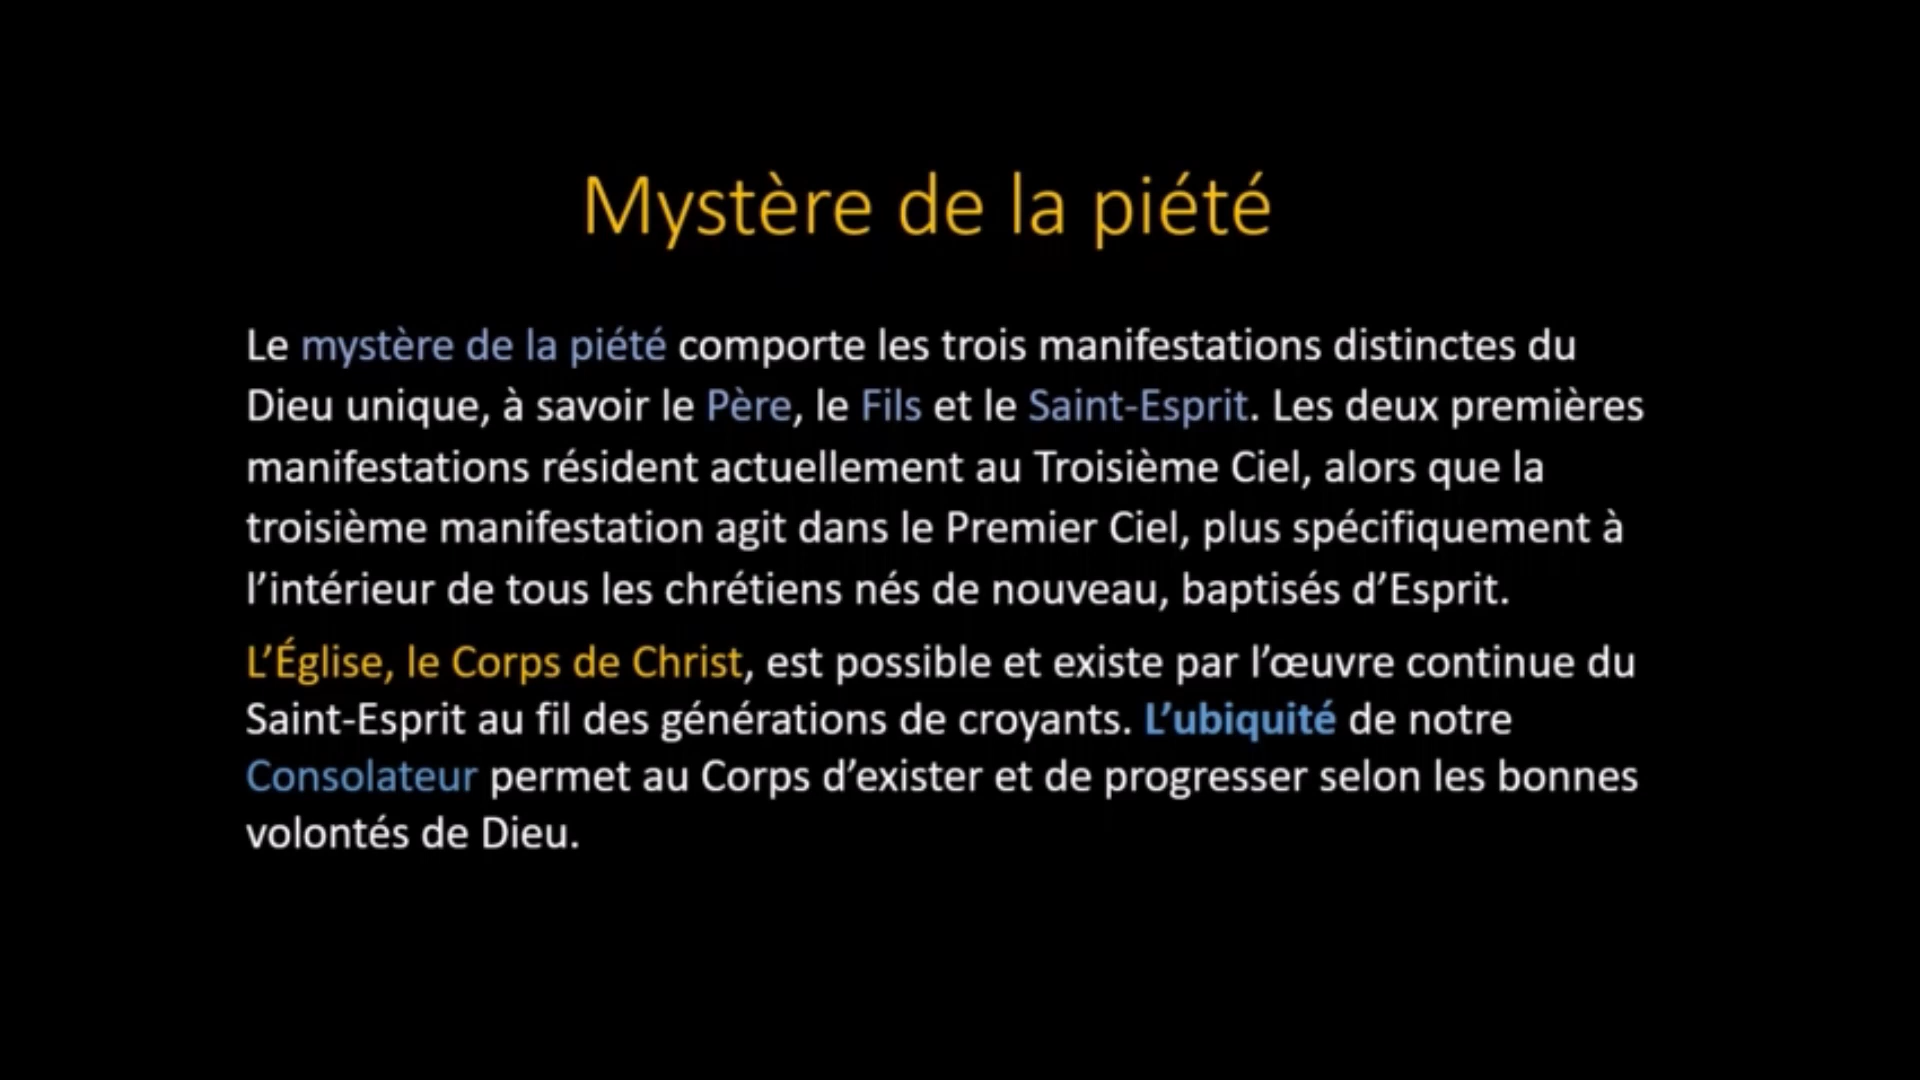 Mystère de la piété
Le mystère de la piété comporte les trois manifestations distinctes du
Dieu unique, à savoir le Père, le Fils et le Saint-Esprit. Les deux premières
manifestations résident actuellement au Troisième Ciel, alors que la
troisième manifestation agit dans le Premier Ciel, plus spécifiquement à
l’intérieur de tous les chrétiens nés de nouveau, baptisés d’Esprit.
L’Église, le Corps de Christ, est possible et existe par l’œuvre continue du
Saint-Esprit au fil des générations de croyants. L’ubiquité de notre
Consolateur permet au Corps d’exister et de progresser selon les bonnes
volontés de Dieu.